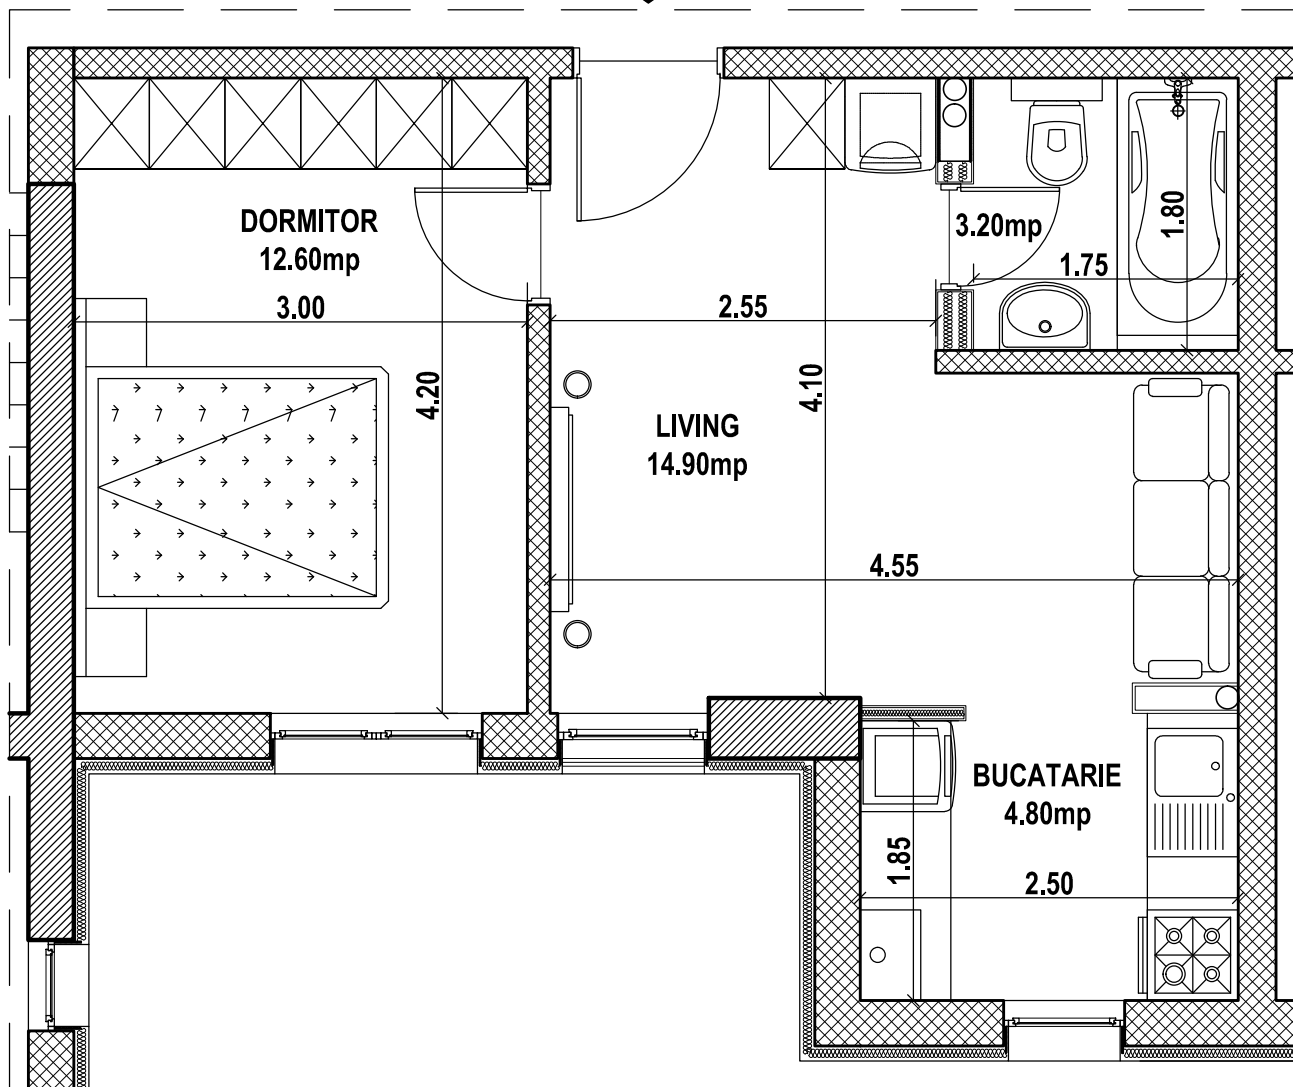 DORMITOR
12.60mp
3.00
4.20
2.55
4.10
3.20mp
1.80
1.75
LIVING
14.90mp
4.55
BUCATARIE
4.80mp
1.85
2.50